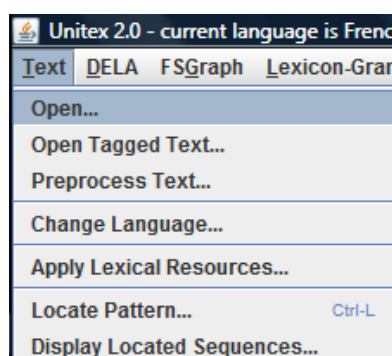 Unitex 2.0 - current language is Frenc
Text DELA FSGraph Lexicon-Gran
Open...
Open Tagged Text...
Preprocess Text...
Change Language...
Apply Lexical Resources...
Locate Pattern... Ctrl-L
Display Located Sequences...